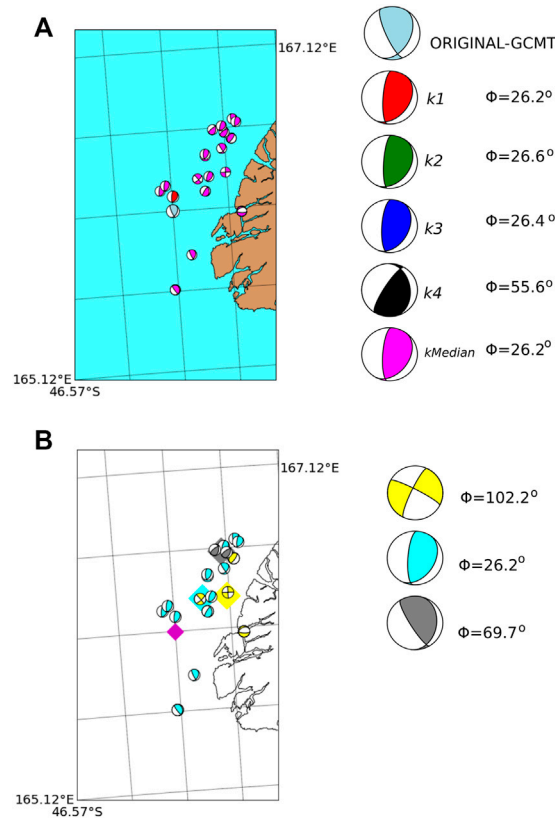 A
167.12°E
165.12°E
46.57°S
ORIGINAL-GCMT
k1 Φ=26.2°
k2 Φ=26.6°
k3 Φ=26.4°
k4 Φ=55.6°
kMedian Φ=26.2°
B
167.12°E
165.12°E
46.57°S
Φ=102.2°
Φ=26.2°
Φ=69.7°